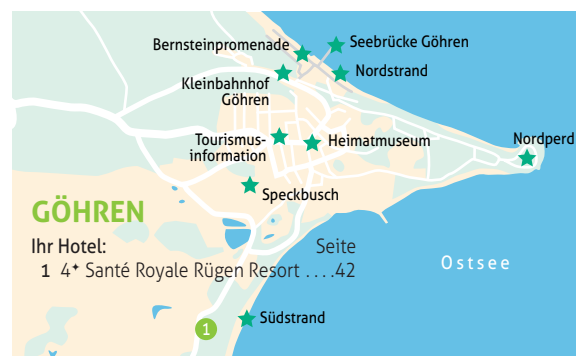 Bernsteinpromenade
Seebrücke Göhren
Nordstrand
Kleinbahnhof
Göhren
Tourismus-
information
Heimatmuseum
Nordperd
Speckbusch
GÖHREN
Ihr Hotel: Seite
1 4✦ Santé Royale Rügen Resort ....42
Ostsee
1
Südstrand